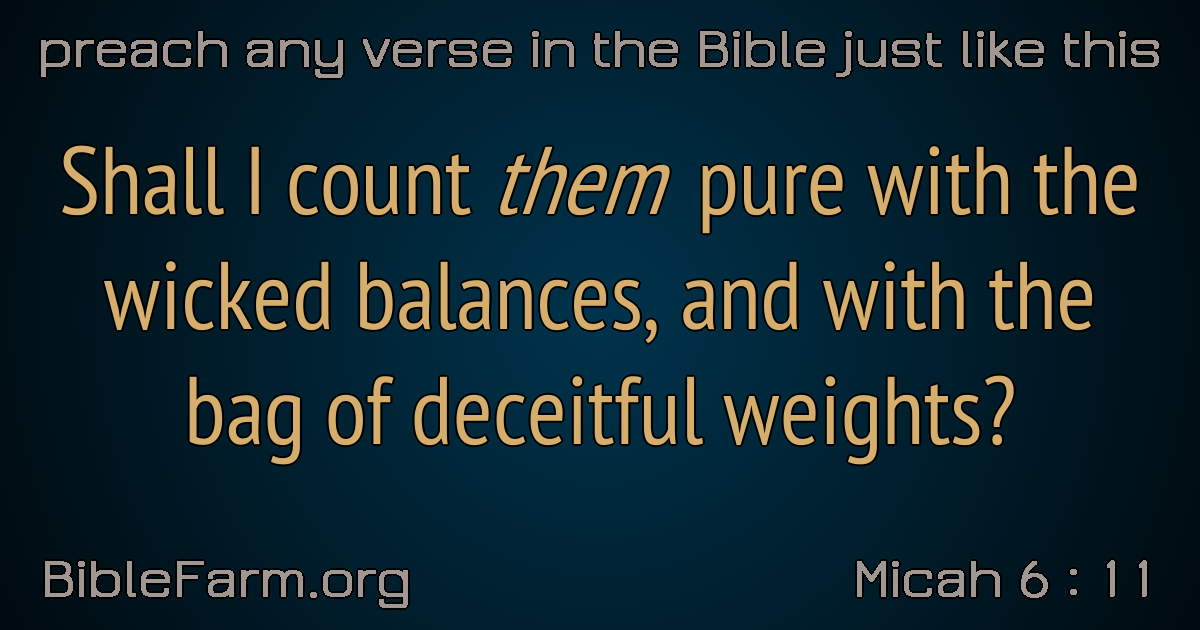 preach any verse in the Bible just like this
Shall I count them pure with the
wicked balances, and with the
bag of deceitful weights?
BibleFarm.org
Micah 6 : 11